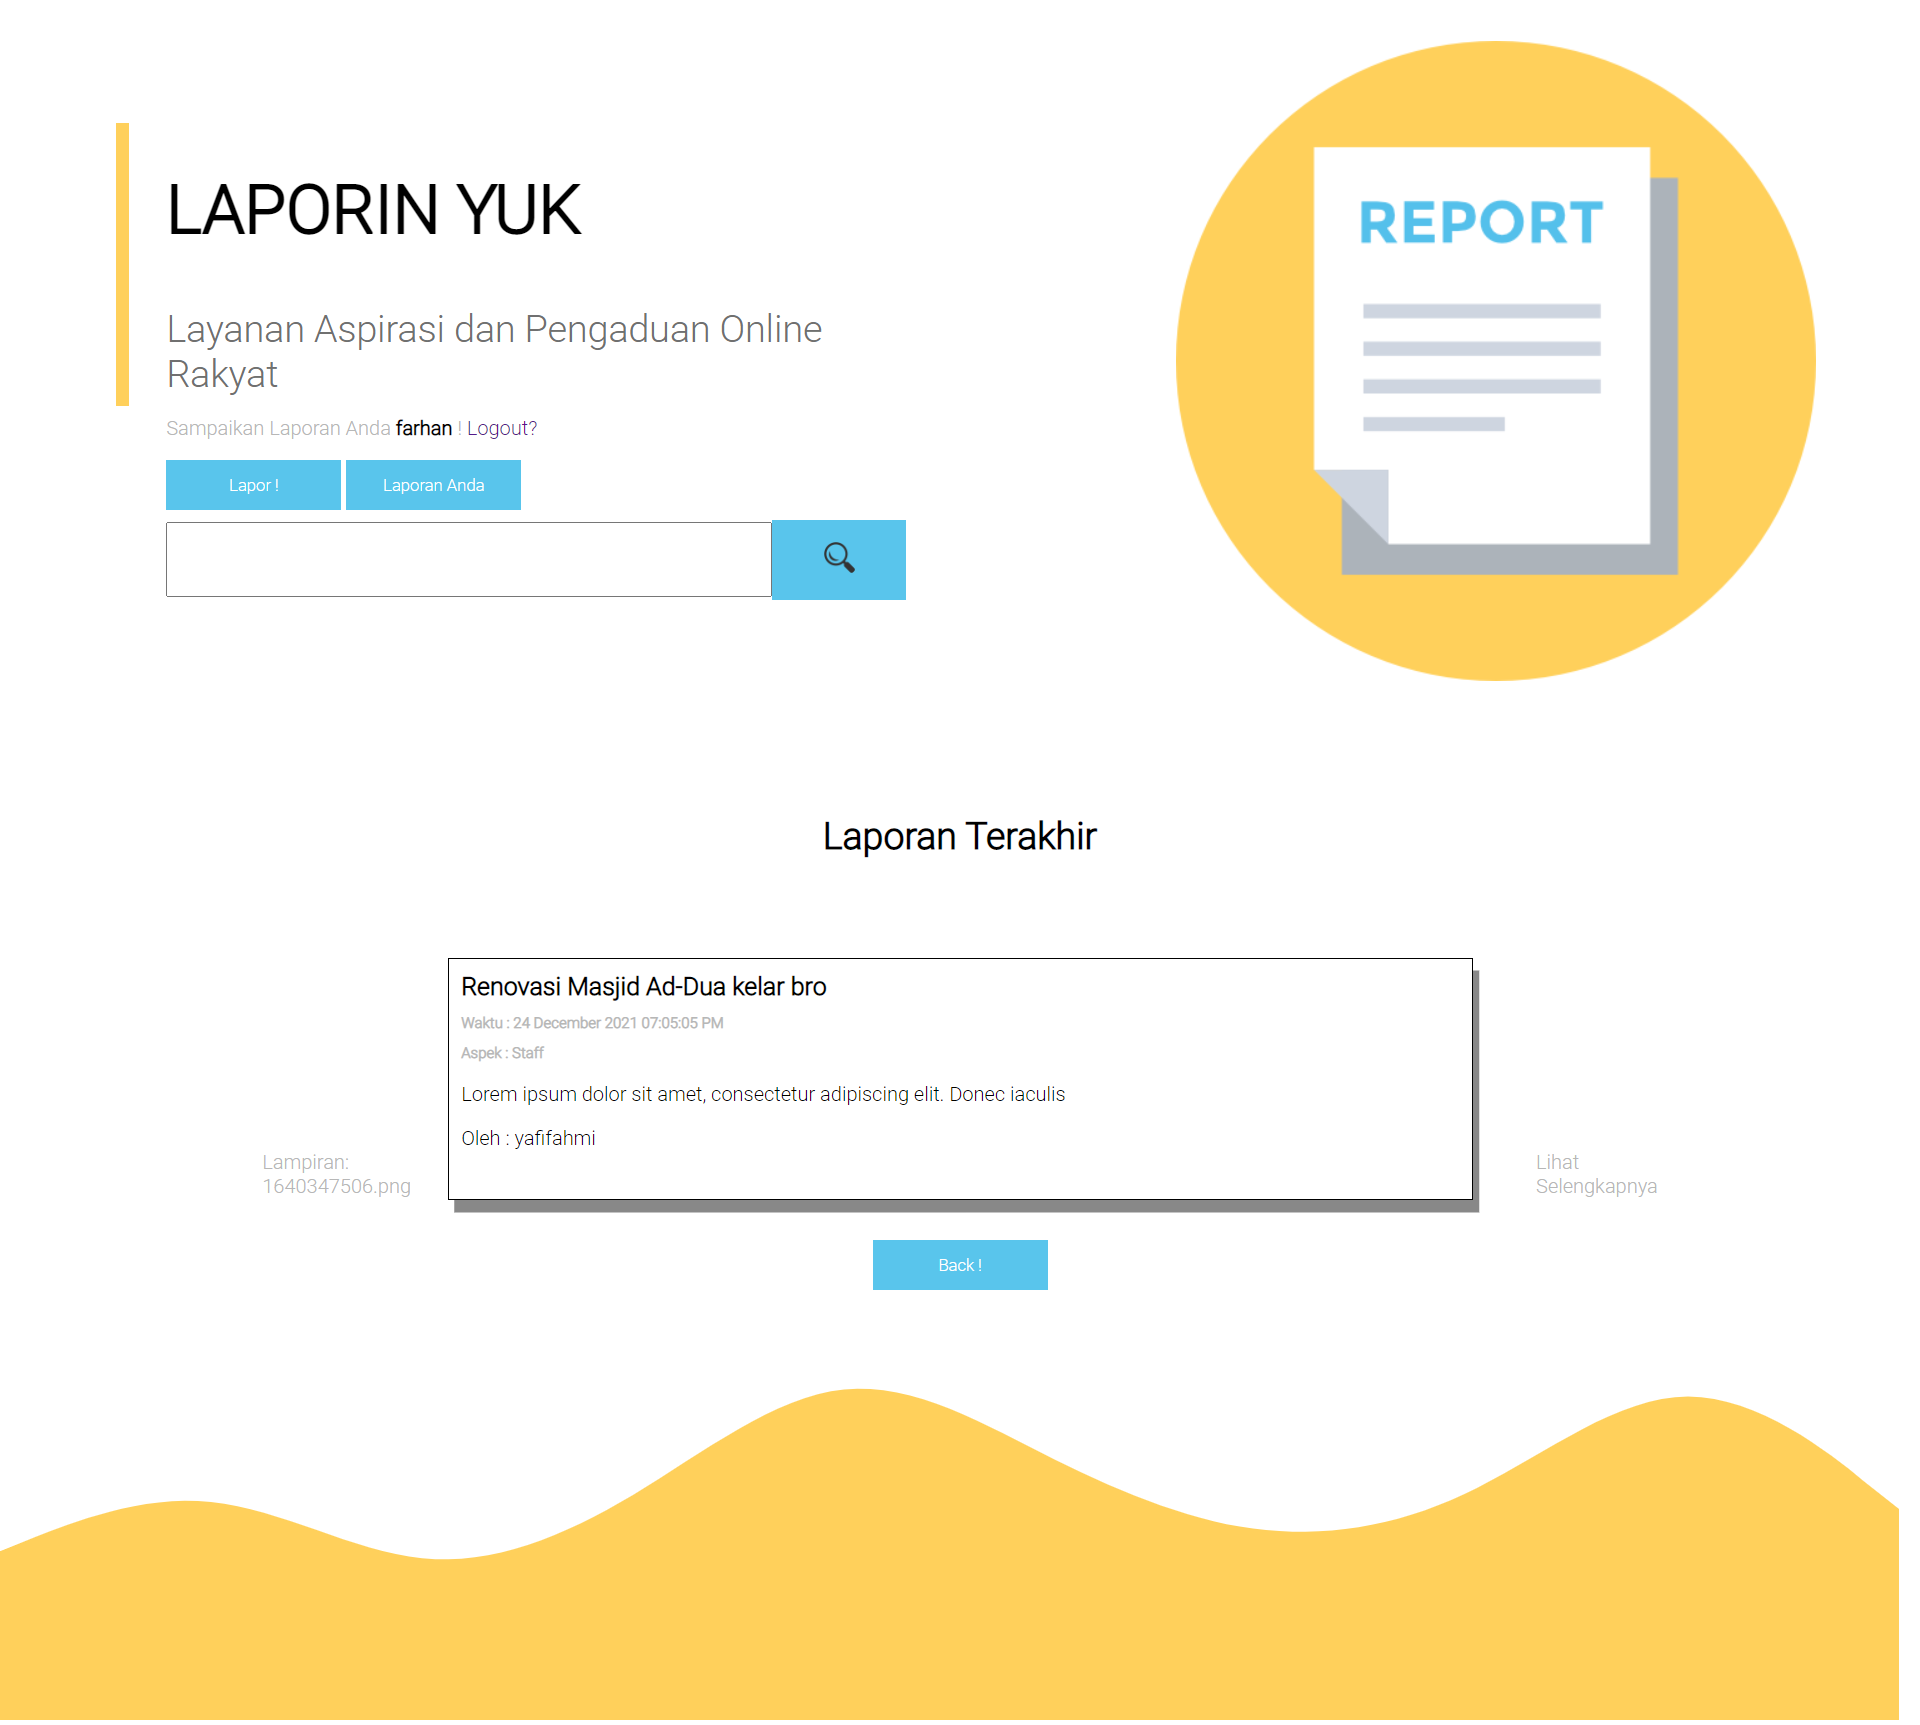 LAPORIN YUK
REPORT
Layanan Aspirasi dan Pengaduan Online
Rakyat
Sampaikan Laporan Anda farhan ! Logout?
Lapor !
Laporan Anda
Laporan Terakhir
Renovasi Masjid Ad-Dua kelar bro
Waktu : 24 December 2021 07:05:05 PM
Aspek : Staff
Lorem ipsum dolor sit amet, consectetur adipiscing elit. Donec iaculis
Oleh : yafifahmi
Lampiran:
1640347506.png
Lihat
Selengkapnya
Back !